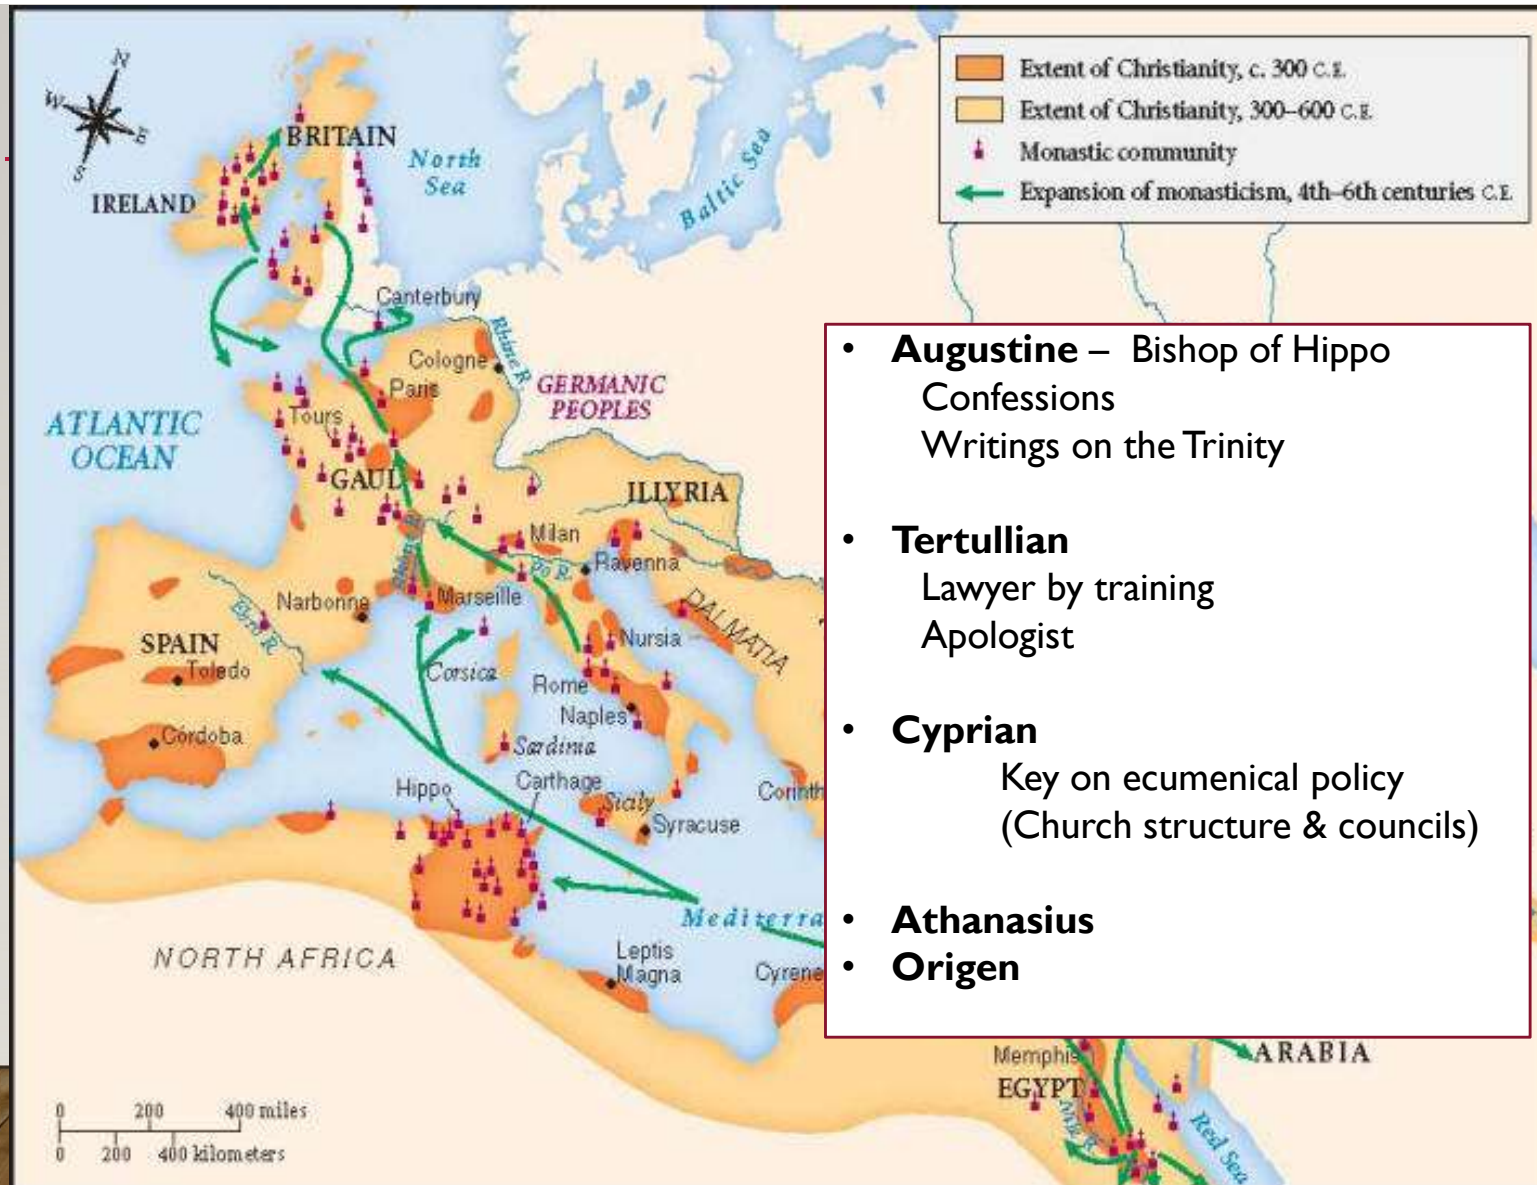 N
W
E
S
BRITAIN
North
Sea
IRELAND
Baltic Sea
Extent of Christianity, c. 300 C.E.
Extent of Christianity, 300–600 C.E.
Monastic community
Expansion of monasticism, 4th–6th centuries C.E.
Canterbury
Rhine R.
Cologne
Paris
GERMANIC
PEOPLES
ATLANTIC
OCEAN
Tours
GAUL
ILLYRIA
Milan
Po R.
Ravenna
Narbonne
Marseille
Ebro R.
SPAIN
Toledo
Córdoba
Corsica
Nursia
DALMATIA
Rome
Naples
Sardinia
Hippo
Carthage
Sicily
Syracuse
Corinth
Mediterra
NORTH AFRICA
Leptis
Magna
Cyrene
Memphis
EGYPT
ARABIA
Red Sea
0 200 400 miles
0 200 400 kilometers
• Augustine – Bishop of Hippo
Confessions
Writings on the Trinity
• Tertullian
Lawyer by training
Apologist
• Cyprian
Key on ecumenical policy
(Church structure & councils)
• Athanasius
• Origen